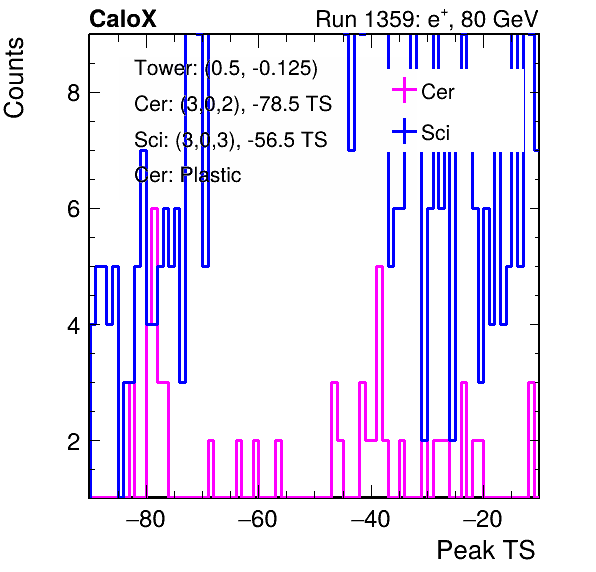 CaloX Run 1359: e⁺, 80 GeV
Counts
Tower: (0.5, -0.125)
Cer: (3,0,2), -78.5 TS
Sci: (3,0,3), -56.5 TS
Cer: Plastic
Cer
Sci
8
6
4
2
−80 −60 −40 −20
Peak TS